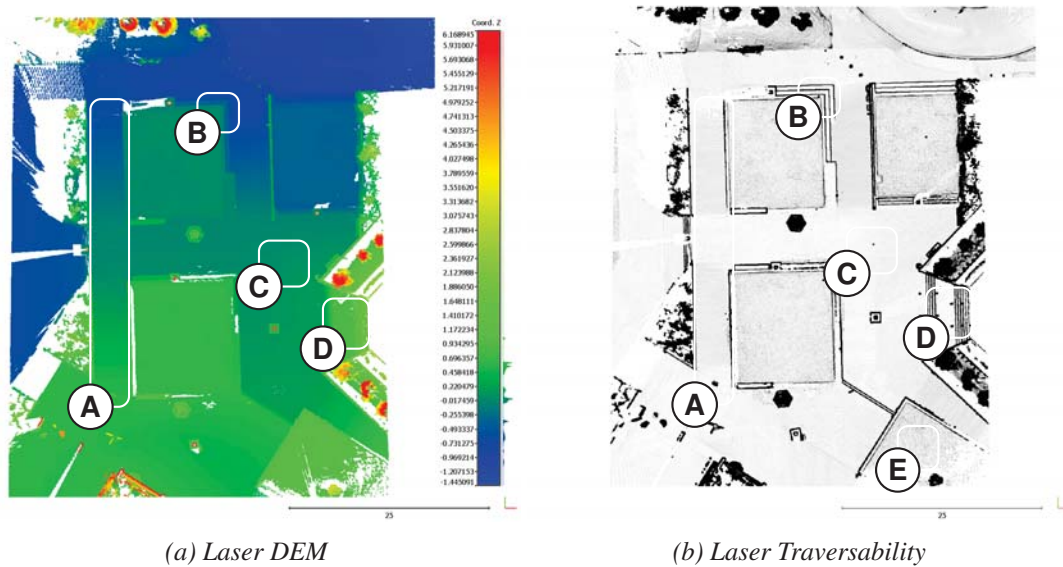 Coord. Z
6.168945
5.931007
5.693068
5.455129
5.217191
4.979252
4.741313
4.503375
4.265436
4.027498
3.789559
3.551620
3.313682
3.075743
2.837804
2.599866
2.361927
2.123988
1.886050
1.648111
1.410172
1.172234
0.934295
0.696357
0.458418
0.220479
-0.017459
-0.255398
-0.493337
-0.731275
-0.969214
-1.207153
-1.445091
B
C
D
A
25
(a) Laser DEM
B
C
D
A
E
25
(b) Laser Traversability